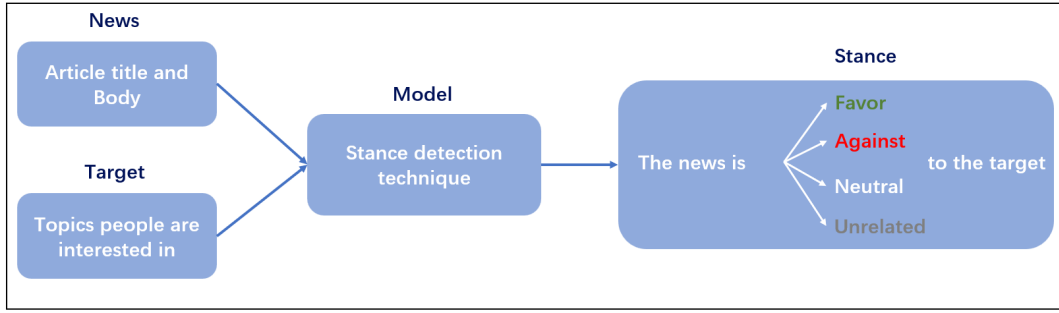 News
Article title and
Body
Target
Topics people are
interested in
Model
Stance detection
technique
Stance
The news is
Favor
Against
Neutral
Unrelated
to the target